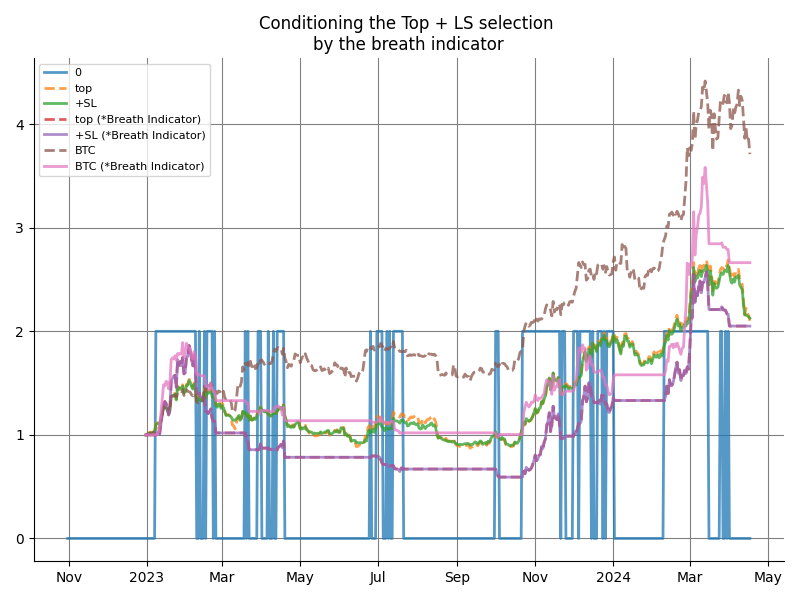 Conditioning the Top + LS selection
by the breath indicator
0
top
+SL
top (*Breath Indicator)
+SL (*Breath Indicator)
BTC
BTC (*Breath Indicator)
4
3
2
1
0
Nov
2023
Mar
May
Jul
Sep
Nov
2024
Mar
May